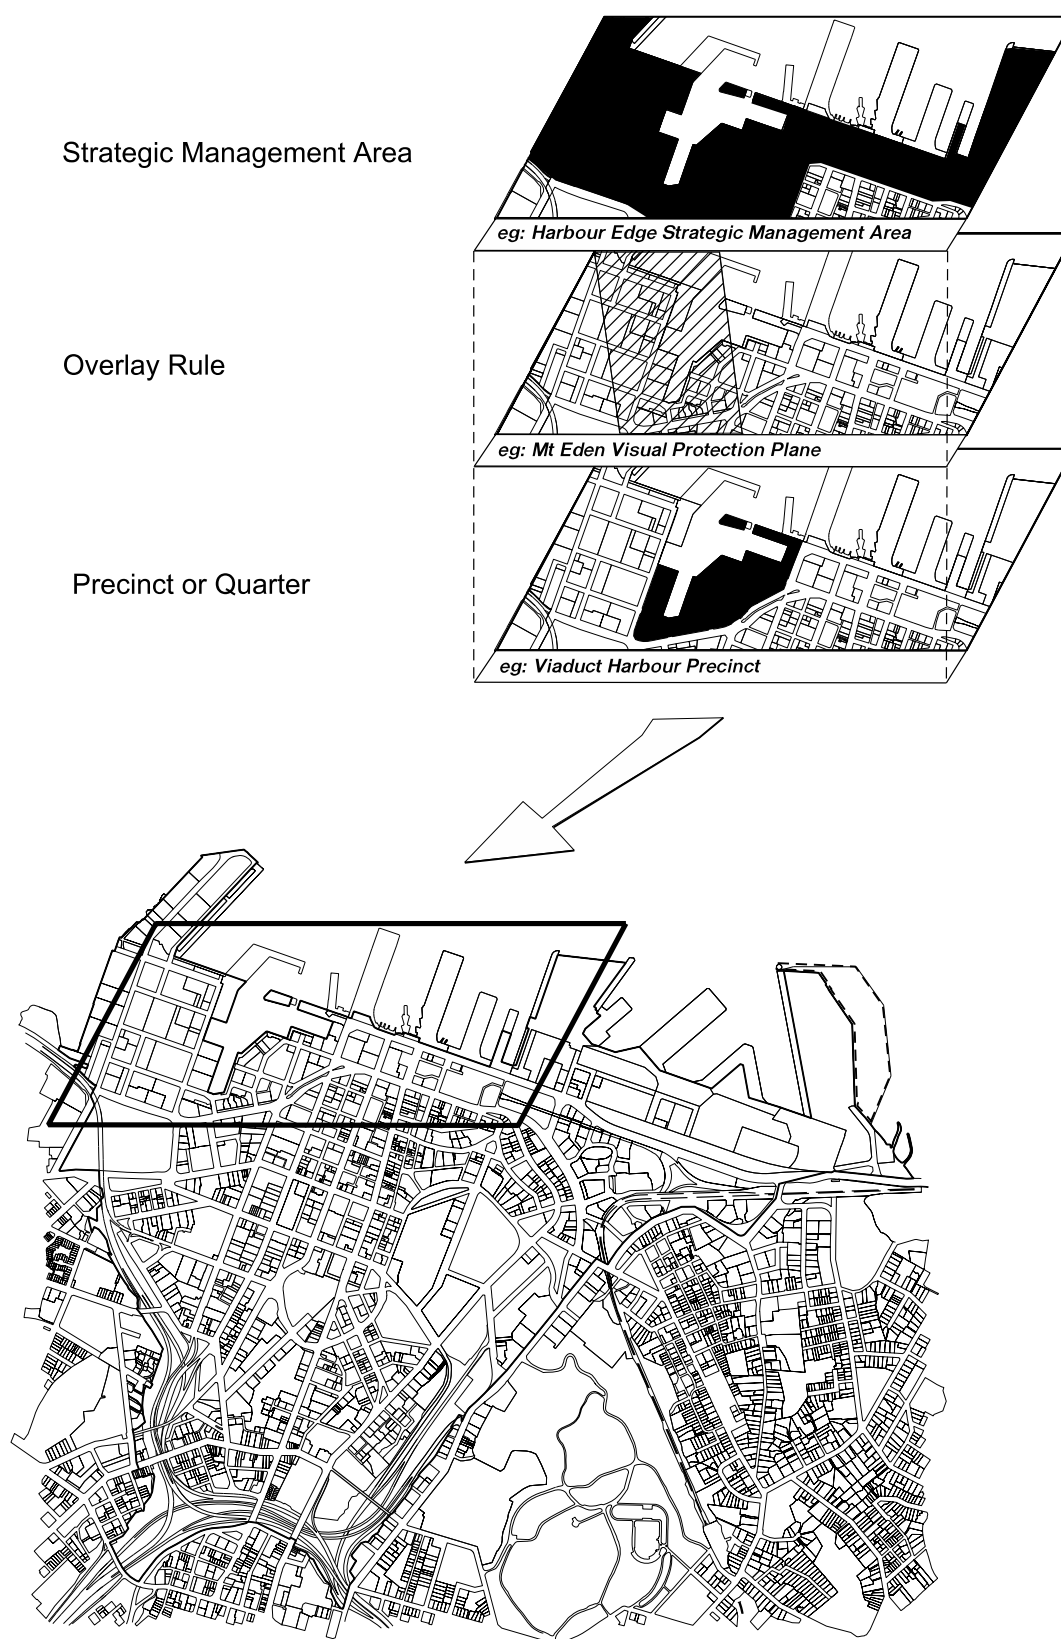 Strategic Management Area
eg: Harbour Edge Strategic Management Area
Overlay Rule
eg: Mt Eden Visual Protection Plane
Precinct or Quarter
eg: Viaduct Harbour Precinct